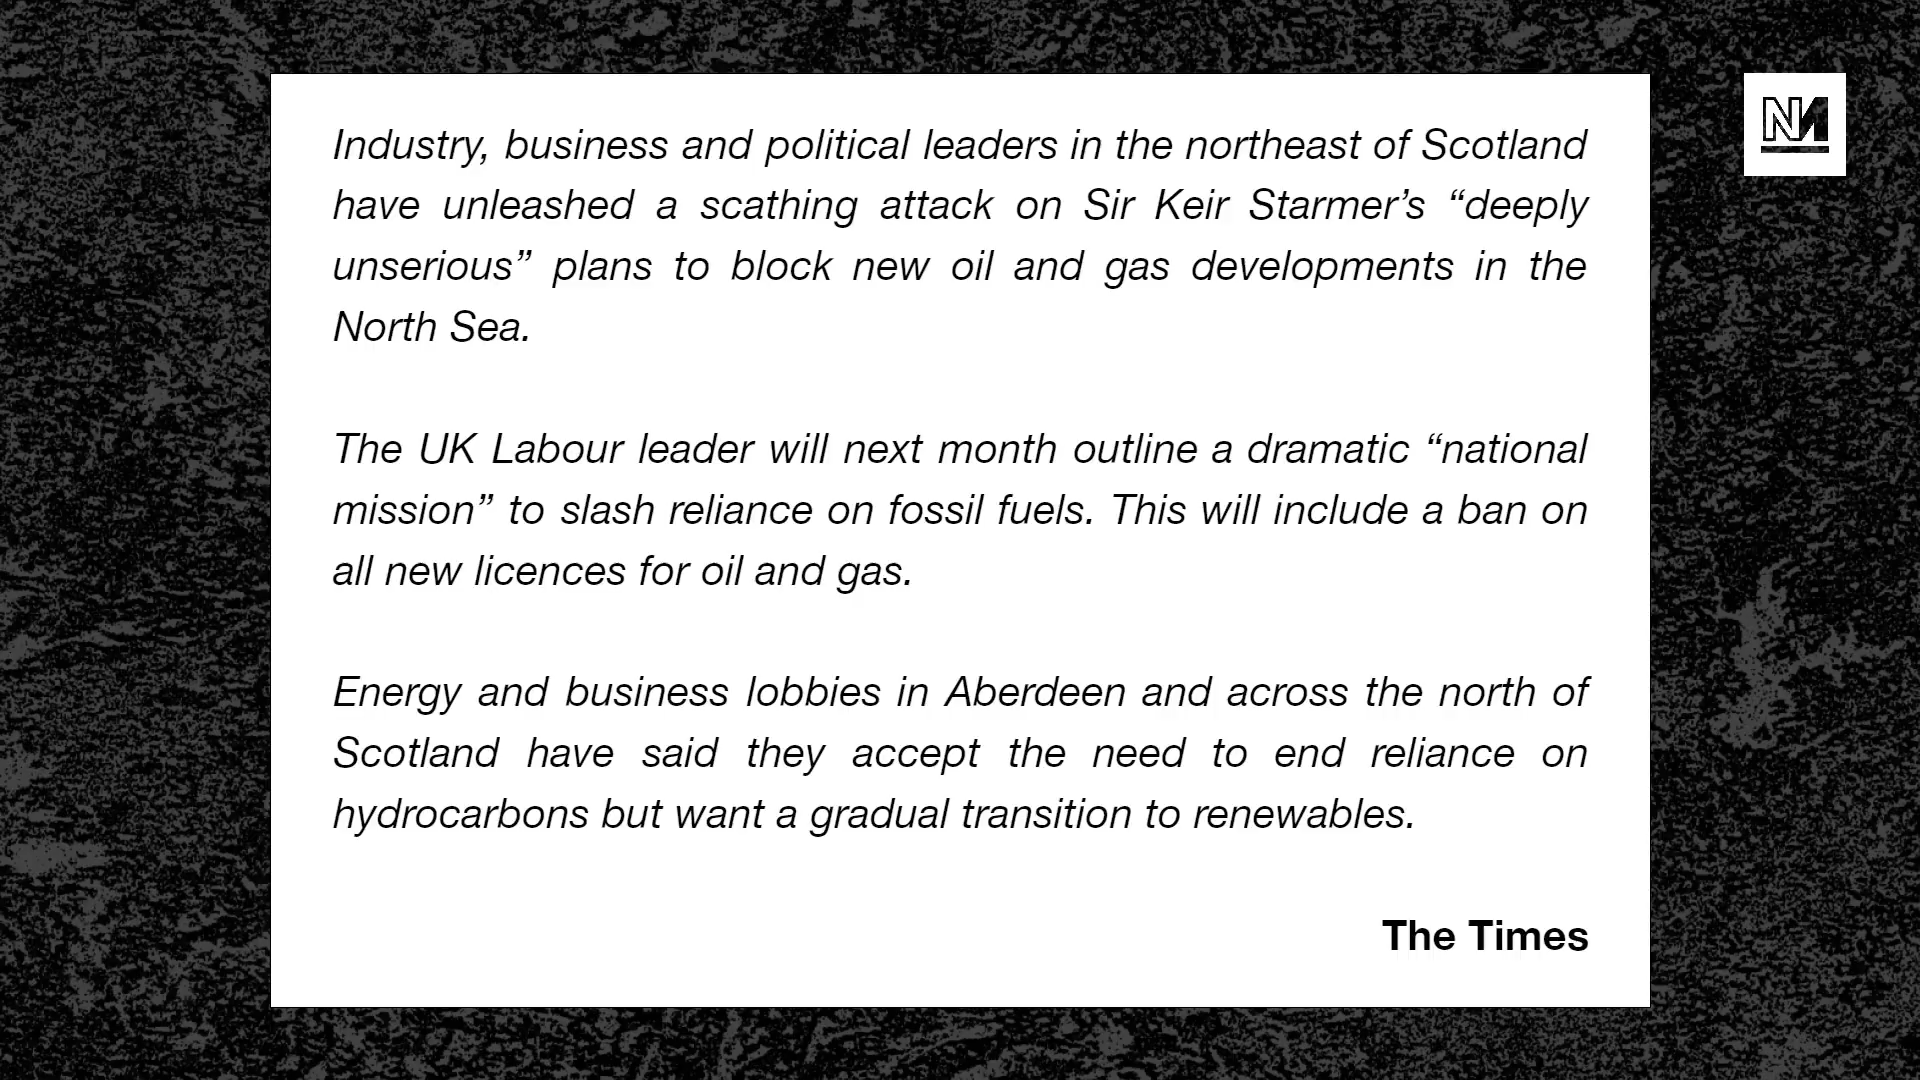 Industry, business and political leaders in the northeast of Scotland
have unleashed a scathing attack on Sir Keir Starmer’s “deeply
unserious” plans to block new oil and gas developments in the
North Sea.
The UK Labour leader will next month outline a dramatic “national
mission” to slash reliance on fossil fuels. This will include a ban on
all new licences for oil and gas.
Energy and business lobbies in Aberdeen and across the north of
Scotland have said they accept the need to end reliance on
hydrocarbons but want a gradual transition to renewables.
The Times
NM